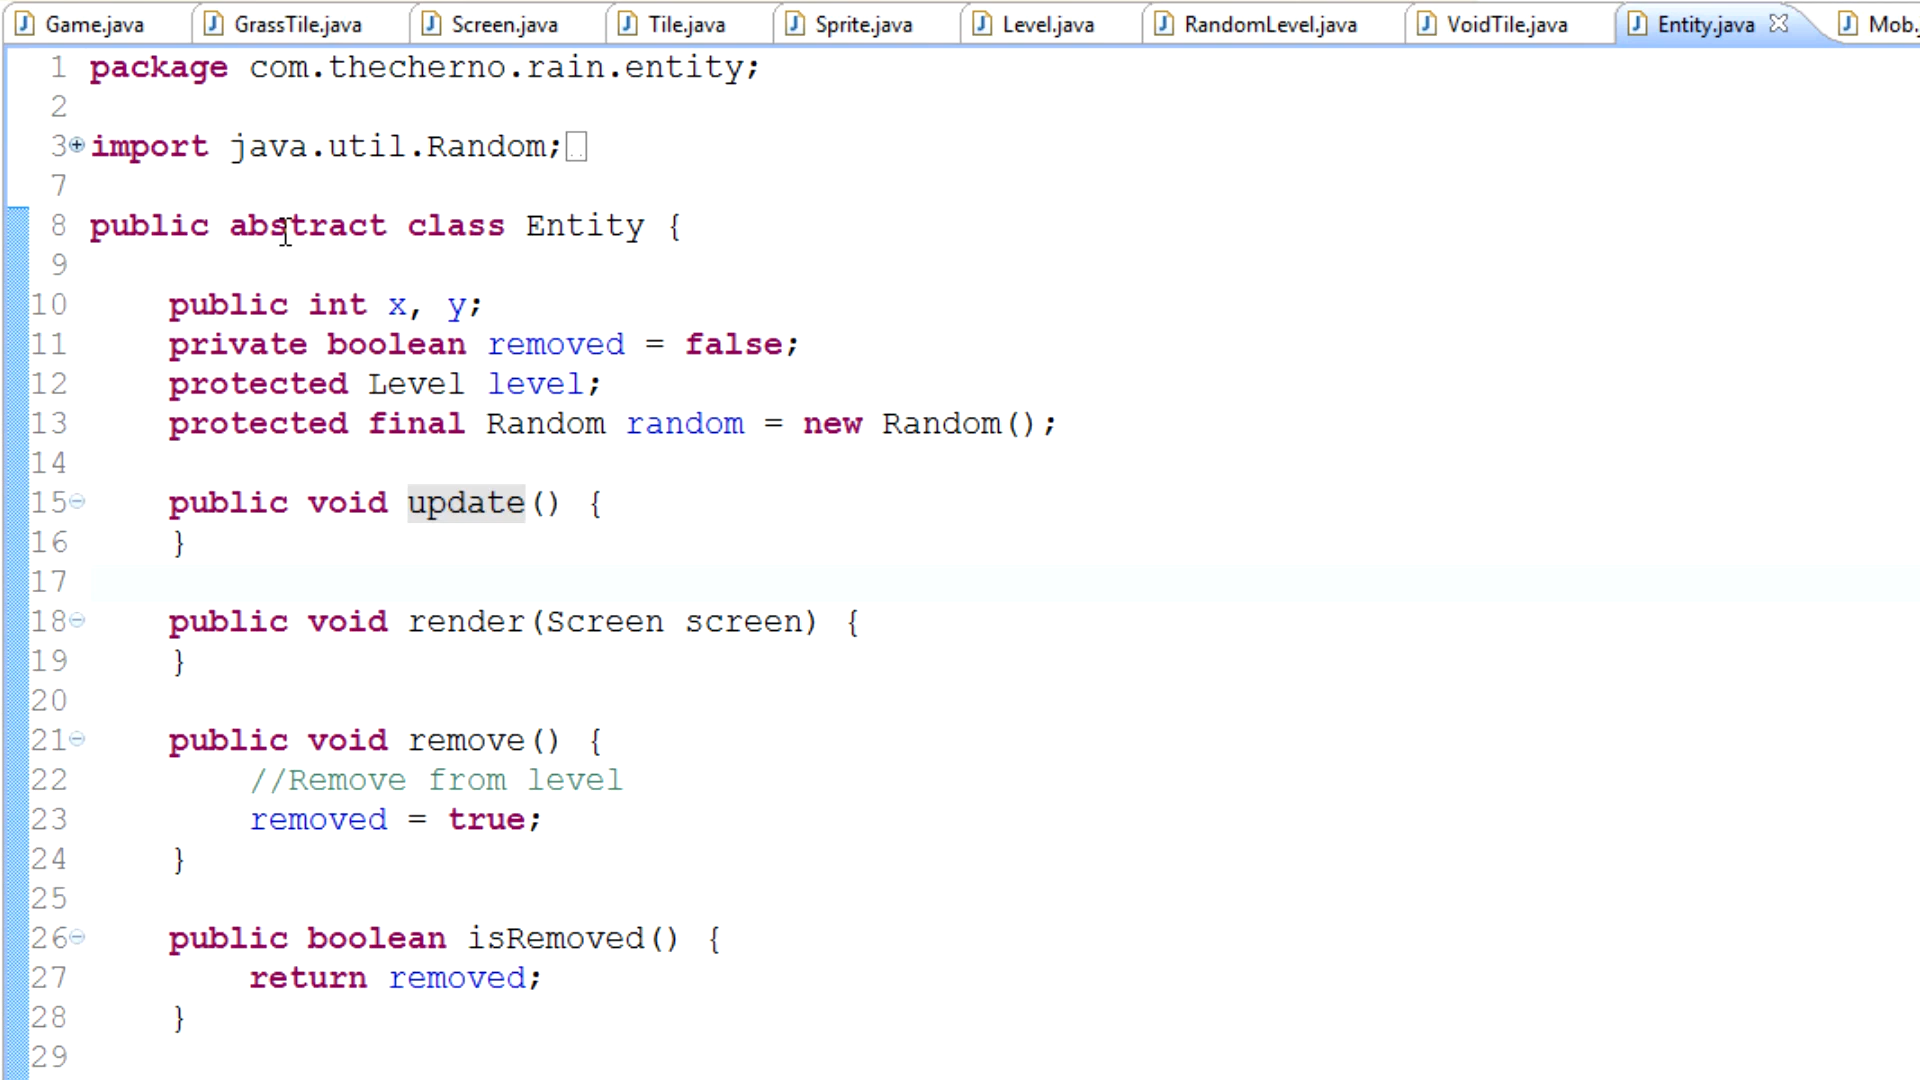 Game.java GrassTile.java Screen.java Tile.java Sprite.java Level.java RandomLevel.java VoidTile.java Entity.java Mob.
1 package com.thecherno.rain.entity;
2
3 import java.util.Random;
7
8 public abstract class Entity {
9
10 public int x, y;
11 private boolean removed = false;
12 protected Level level;
13 protected final Random random = new Random();
14
15 public void update() {
16 }
17
18 public void render(Screen screen) {
19 }
20
21 public void remove() {
22 //Remove from level
23 removed = true;
24 }
25
26 public boolean isRemoved() {
27 return removed;
28 }
29